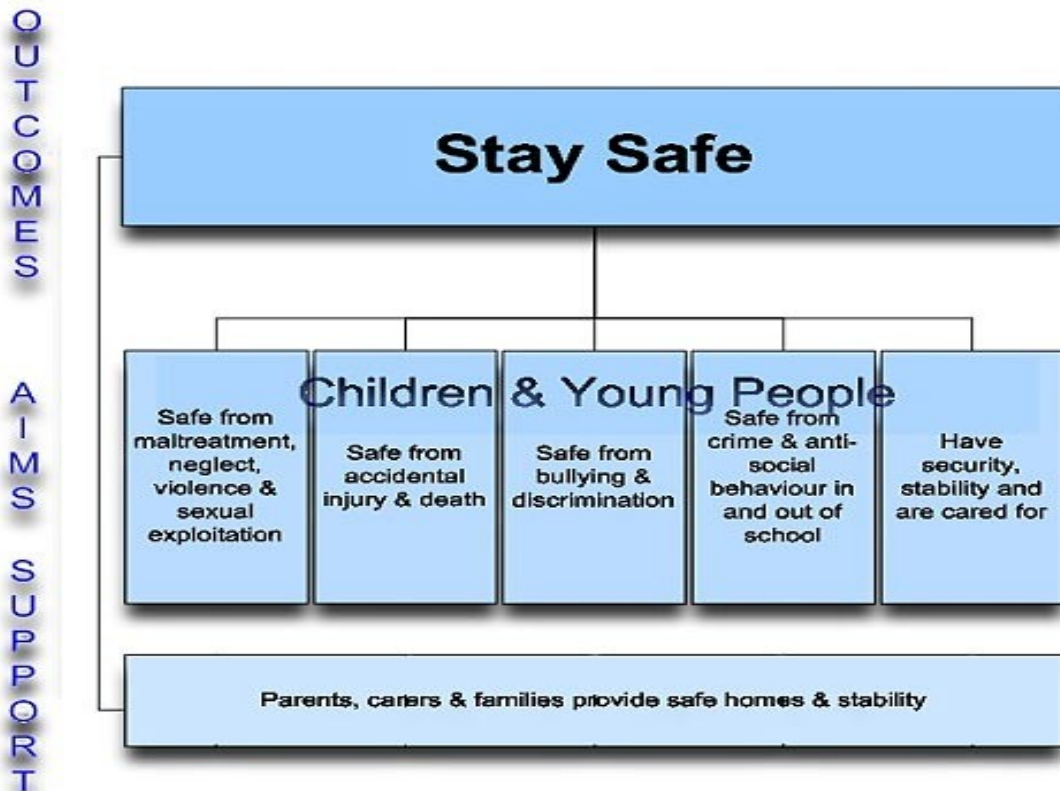 OUTCOMES
AIMS
SUPPORT
Stay Safe
Children & Young People
Safe from
maltreatment,
neglect,
violence &
sexual
exploitation
Safe from
accidental
injury & death
Safe from
bullying &
discrimination
Safe from
crime & anti-
social
behaviour in
and out of
school
Have
security,
stability and
are cared for
Parents, carers & families provide safe homes & stability